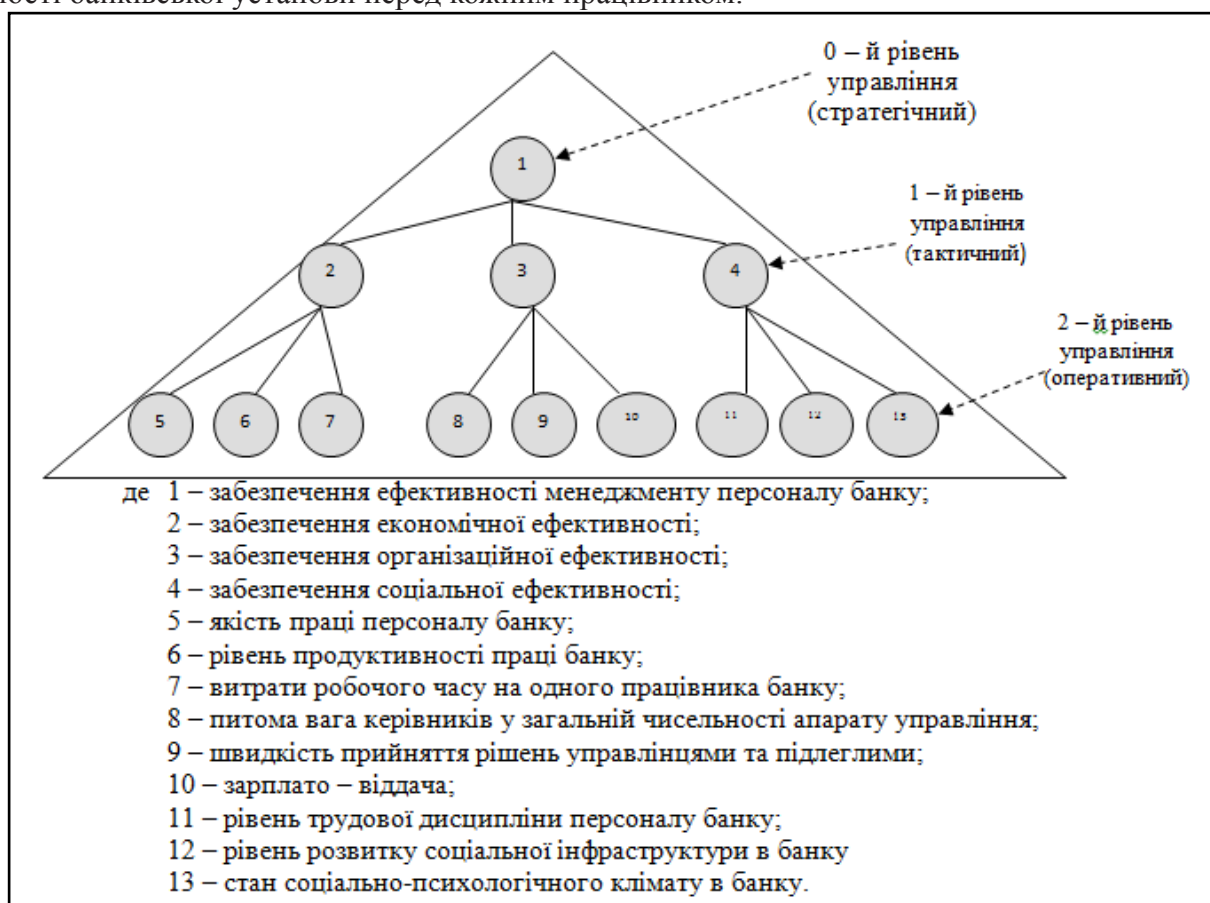 банківської установи перед кожним працівником.
0 – й рівень
управління
(стратегічний)
1
1 – й рівень
управління
(тактичний)
2
3
4
2 – й рівень
управління
(оперативний)
5
6
7
8
9
10
11
12
13
де 1 – забезпечення ефективності менеджменту персоналу банку;
2 – забезпечення економічної ефективності;
3 – забезпечення організаційної ефективності;
4 – забезпечення соціальної ефективності;
5 – якість праці персоналу банку;
6 – рівень продуктивності праці банку;
7 – витрати робочого часу на одного працівника банку;
8 – питома вага керівників у загальній чисельності апарату управління;
9 – швидкість прийняття рішень управлінцями та підлеглими;
10 – зарплато – віддача;
11 – рівень трудової дисципліни персоналу банку;
12 – рівень розвитку соціальної інфраструктури в банку
13 – стан соціально-психологічного клімату в банку.